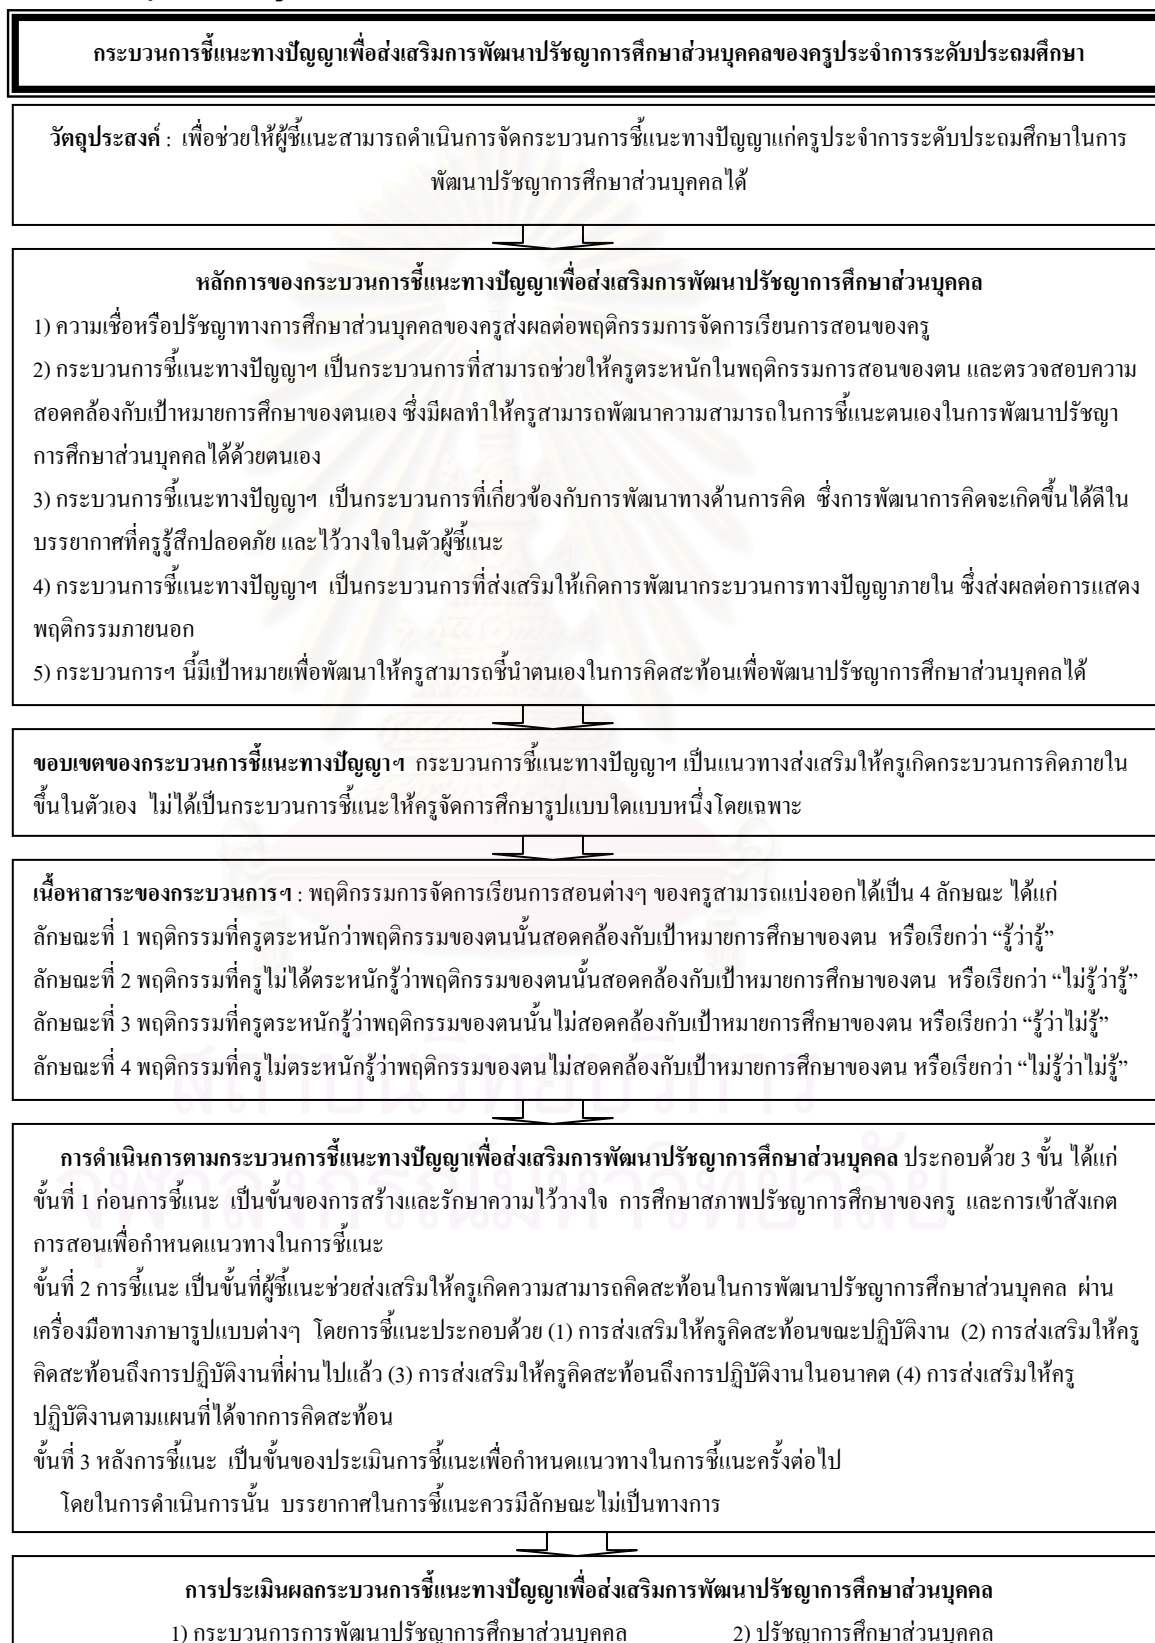 กระบวนการชี้แนะทางปัญญาเพื่อส่งเสริมการพัฒนาปรัชญาการศึกษาส่วนบุคคลของครูประจำการระดับประถมศึกษา
วัตถุประสงค์ : เพื่อช่วยให้ผู้ชี้แนะสามารถดำเนินการจัดกระบวนการชี้แนะทางปัญญาแก่ครูประจำการระดับประถมศึกษาในการ
พัฒนาปรัชญาการศึกษาส่วนบุคคลได้
หลักการของกระบวนการชี้แนะทางปัญญาเพื่อส่งเสริมการพัฒนาปรัชญาการศึกษาส่วนบุคคล
1) ความเชื่อหรือปรัชญาทางการศึกษาส่วนบุคคลของครูส่งผลต่อพฤติกรรมการจัดการเรียนการสอนของครู
2) กระบวนการชี้แนะทางปัญญาฯ เป็นกระบวนการที่สามารถช่วยให้ครูตระหนักในพฤติกรรมการสอนของตน และตรวจสอบความ
สอดคล้องกับเป้าหมายการศึกษาของตนเอง ซึ่งมีผลทำให้ครูสามารถพัฒนาความสามารถในการชี้แนะตนเองในการพัฒนาปรัชญา
การศึกษาส่วนบุคคลได้ด้วยตนเอง
3) กระบวนการชี้แนะทางปัญญาฯ เป็นกระบวนการที่เกี่ยวข้องกับการพัฒนาทางด้านการคิด ซึ่งการพัฒนาการคิดจะเกิดขึ้นได้ดีใน
บรรยากาศที่ครูรู้สึกปลอดภัย และไว้วางใจในตัวผู้ชี้แนะ
4) กระบวนการชี้แนะทางปัญญาฯ เป็นกระบวนการที่ส่งเสริมให้เกิดการพัฒนากระบวนการทางปัญญาภายใน ซึ่งส่งผลต่อการแสดง
พฤติกรรมภายนอก
5) กระบวนการฯ นี้มีเป้าหมายเพื่อพัฒนาให้ครูสามารถชี้นำตนเองในการคิดสะท้อนเพื่อพัฒนาปรัชญาการศึกษาส่วนบุคคลได้
ขอบเขตของกระบวนการชี้แนะทางปัญญาฯ กระบวนการชี้แนะทางปัญญาฯ เป็นแนวทางส่งเสริมให้ครูเกิดกระบวนการคิดภายใน
ขึ้นในตัวเอง ไม่ได้เป็นกระบวนการชี้แนะให้ครูจัดการศึกษารูปแบบใดแบบหนึ่งโดยเฉพาะ
เนื้อหาสาระของกระบวนการฯ : พฤติกรรมการจัดการเรียนการสอนต่างๆ ของครูสามารถแบ่งออกได้เป็น 4 ลักษณะ ได้แก่
ลักษณะที่ 1 พฤติกรรมที่ครูตระหนักว่าพฤติกรรมของตนนั้นสอดคล้องกับเป้าหมายการศึกษาของตน หรือเรียกว่า “รู้ว่ารู้”
ลักษณะที่ 2 พฤติกรรมที่ครูไม่ได้ตระหนักรู้ว่าพฤติกรรมของตนนั้นสอดคล้องกับเป้าหมายการศึกษาของตน หรือเรียกว่า “ไม่รู้ว่ารู้”
ลักษณะที่ 3 พฤติกรรมที่ครูตระหนักรู้ว่าพฤติกรรมของตนนั้นไม่สอดคล้องกับเป้าหมายการศึกษาของตน หรือเรียกว่า “รู้ว่าไม่รู้”
ลักษณะที่ 4 พฤติกรรมที่ครูไม่ตระหนักรู้ว่าพฤติกรรมของตนไม่สอดคล้องกับเป้าหมายการศึกษาของตน หรือเรียกว่า “ไม่รู้ว่าไม่รู้”
สถาบันวิทยบริการ
การดำเนินการตามกระบวนการชี้แนะทางปัญญาเพื่อส่งเสริมการพัฒนาปรัชญาการศึกษาส่วนบุคคล ประกอบด้วย 3 ขั้น ได้แก่
จุฬาลงกรณ์มหาวิทยาลัย
ขั้นที่ 1 ก่อนการชี้แนะ เป็นขั้นของการสร้างและรักษาความไว้วางใจ การศึกษาสภาพปรัชญาการศึกษาของครู และการเข้าสังเกต
การสอนเพื่อกำหนดแนวทางในการชี้แนะ
ขั้นที่ 2 การชี้แนะ เป็นขั้นที่ผู้ชี้แนะช่วยส่งเสริมให้ครูเกิดความสามารถคิดสะท้อนในการพัฒนาปรัชญาการศึกษาส่วนบุคคล ผ่าน
เครื่องมือทางภาษารูปแบบต่างๆ โดยการชี้แนะประกอบด้วย (1) การส่งเสริมให้ครูคิดสะท้อนขณะปฏิบัติงาน (2) การส่งเสริมให้ครู
คิดสะท้อนถึงการปฏิบัติงานที่ผ่านไปแล้ว (3) การส่งเสริมให้ครูคิดสะท้อนถึงการปฏิบัติงานในอนาคต (4) การส่งเสริมให้ครู
ปฏิบัติงานตามแผนที่ได้จากการคิดสะท้อน
ขั้นที่ 3 หลังการชี้แนะ เป็นขั้นของประเมินการชี้แนะเพื่อกำหนดแนวทางในการชี้แนะครั้งต่อไป
โดยในการดำเนินการนั้น บรรยากาศในการชี้แนะควรมีลักษณะไม่เป็นทางการ
การประเมินผลกระบวนการชี้แนะทางปัญญาเพื่อส่งเสริมการพัฒนาปรัชญาการศึกษาส่วนบุคคล
1) กระบวนการการพัฒนาปรัชญาการศึกษาส่วนบุคคล 2) ปรัชญาการศึกษาส่วนบุคคล